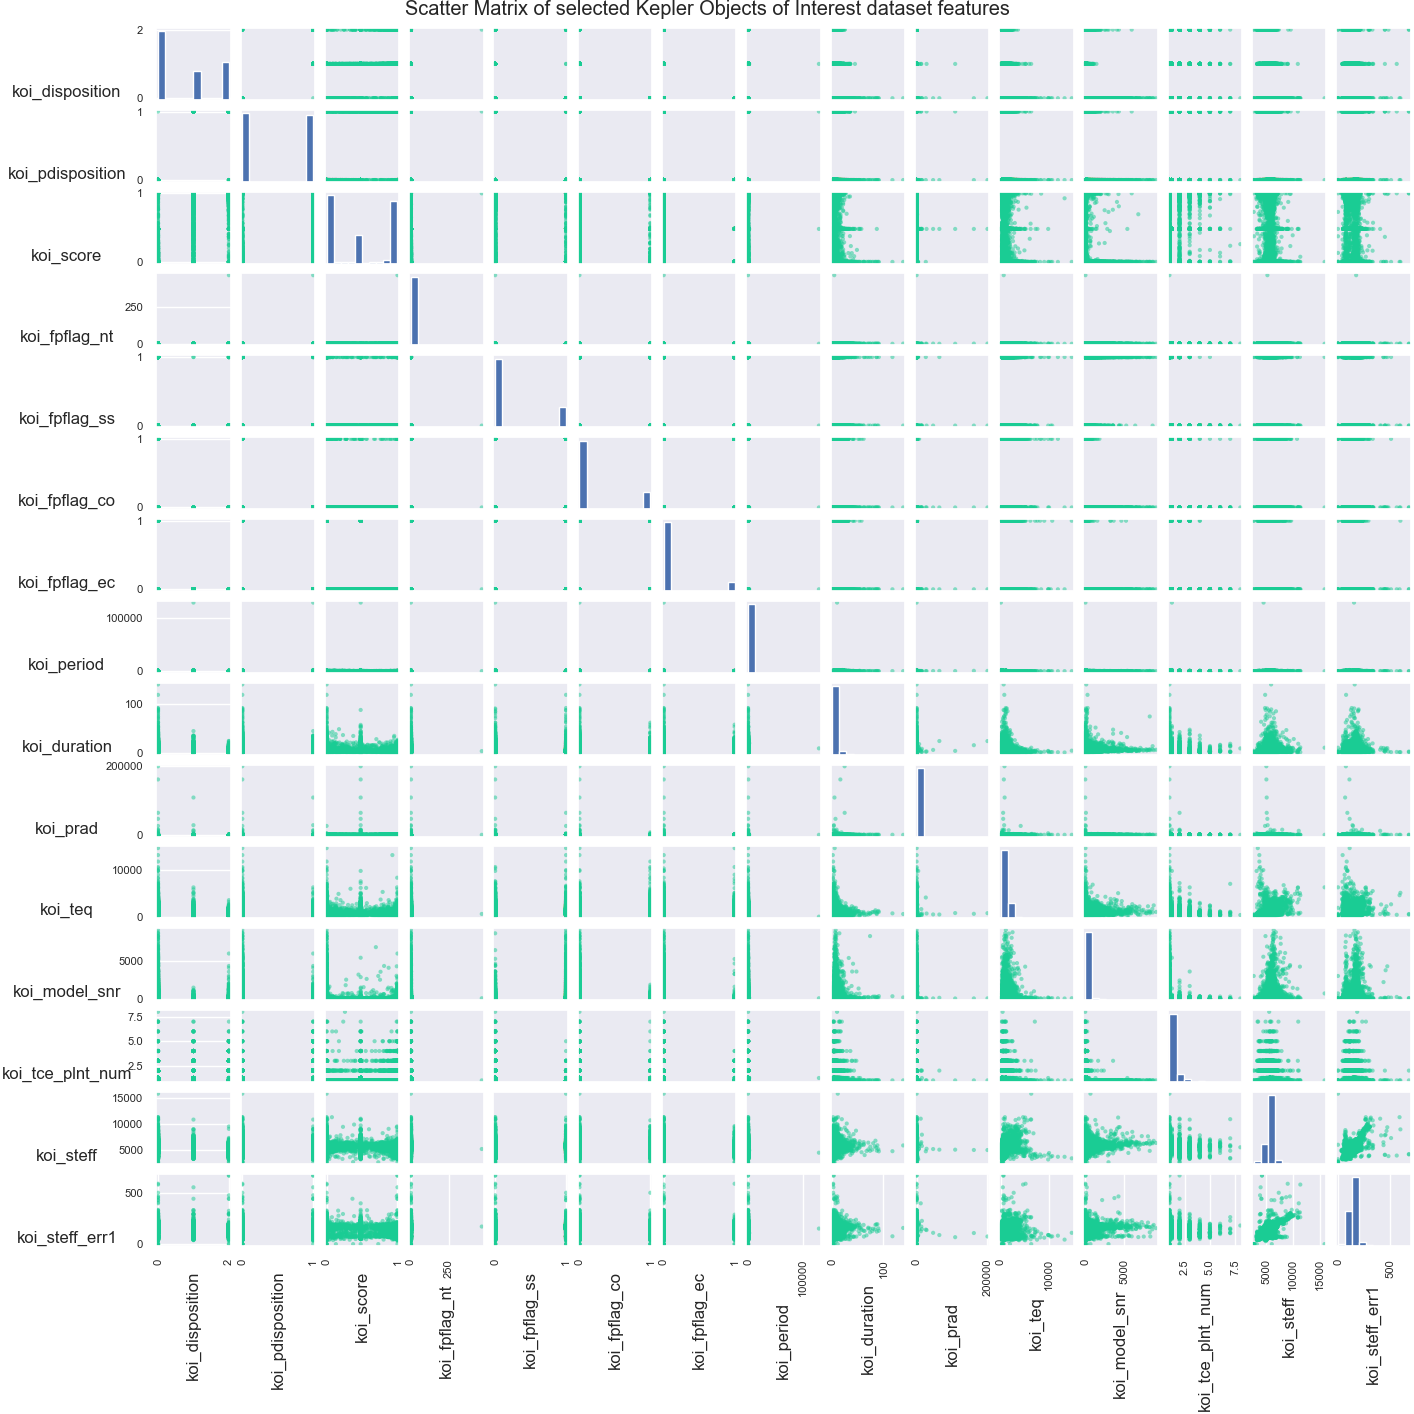 Scatter Matrix of selected Kepler Objects of Interest dataset features
2
koi_disposition
0
1
koi_pdisposition
0
1
koi_score
0
250
koi_fpflag_nt
0
1
koi_fpflag_ss
0
1
koi_fpflag_co
0
1
koi_fpflag_ec
0
100000
koi_period
0
100
koi_duration
0
200000
koi_prad
0
10000
koi_teq
0
5000
koi_model_snr
0
7.5
5.0
2.5
koi_tce_plnt_num
15000
10000
5000
koi_steff
500
koi_steff_err1
0
0 2 0 1 0 1 0 250 0 1 0 1 0 1 0 100000 0 100 0 200000 0 10000 0 5000 2.5 5.0 7.5 5000 10000 15000 0 500
koi_disposition koi_pdisposition koi_score koi_fpflag_nt koi_fpflag_ss koi_fpflag_co koi_fpflag_ec koi_period koi_duration koi_prad koi_teq koi_model_snr koi_tce_plnt_num koi_steff koi_steff_err1